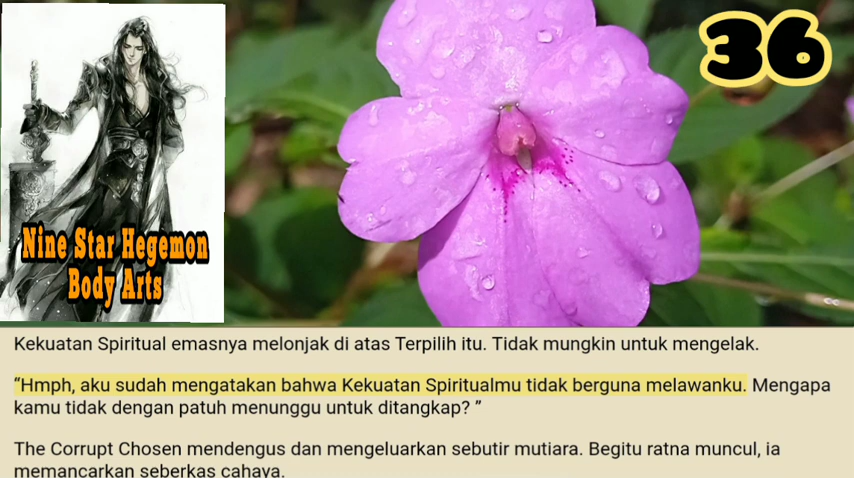 36
Nine Star Hegemon
Body Arts
Kekuatan Spiritual emasnya melonjak di atas Terpilih itu. Tidak mungkin untuk mengelak.
“Hmph, aku sudah mengatakan bahwa Kekuatan Spiritualmu tidak berguna melawanku. Mengapa
kamu tidak dengan patuh menunggu untuk ditangkap? ”
The Corrupt Chosen mendengus dan mengeluarkan sebutir mutiara. Begitu ratna muncul, ia
memancarkan seberkas cahaya.